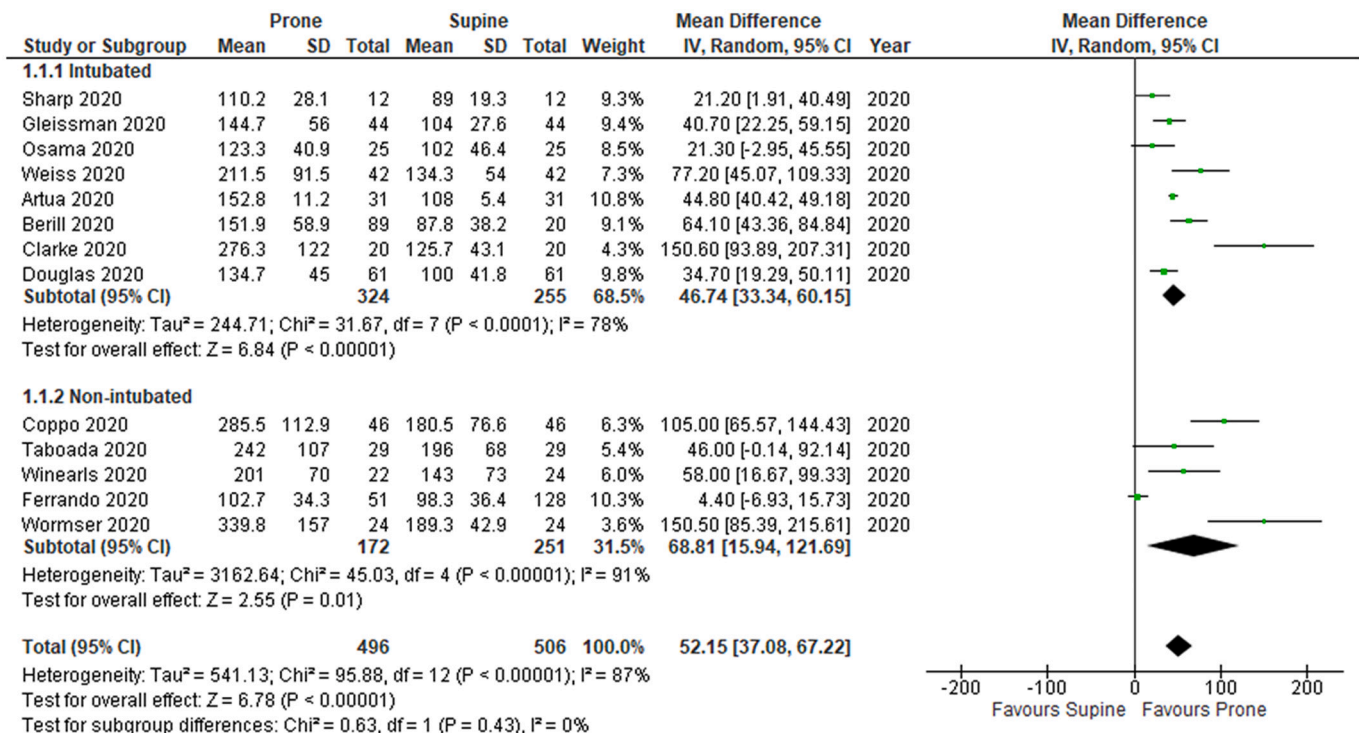 Prone Supine Mean Difference Mean Difference
Study or Subgroup Mean SD Total Mean SD Total Weight IV, Random, 95% CI Year IV, Random, 95% CI
1.1.1 Intubated
Sharp 2020 110.2 28.1 12 89 19.3 12 9.3% 21.20 [1.91, 40.49] 2020
Gleissman 2020 144.7 56 44 104 27.6 44 9.4% 40.70 [22.25, 59.15] 2020
Osama 2020 123.3 40.9 25 102 46.4 25 8.5% 21.30 [-2.95, 45.55] 2020
Weiss 2020 211.5 91.5 42 134.3 54 42 7.3% 77.20 [45.07, 109.33] 2020
Artua 2020 152.8 11.2 31 108 5.4 31 10.8% 44.80 [40.42, 49.18] 2020
Berill 2020 151.9 58.9 89 87.8 38.2 20 9.1% 64.10 [43.36, 84.84] 2020
Clarke 2020 276.3 122 20 125.7 43.1 20 4.3% 150.60 [93.89, 207.31] 2020
Douglas 2020 134.7 45 61 100 41.8 61 9.8% 34.70 [19.29, 50.11] 2020
Subtotal (95% CI) 324 255 68.5% 46.74 [33.34, 60.15]
Heterogeneity: Tau² = 244.71; Chi² = 31.67, df = 7 (P < 0.0001); I² = 78%
Test for overall effect: Z = 6.84 (P < 0.00001)
1.1.2 Non-intubated
Coppo 2020 285.5 112.9 46 180.5 76.6 46 6.3% 105.00 [65.57, 144.43] 2020
Taboada 2020 242 107 29 196 68 29 5.4% 46.00 [-0.14, 92.14] 2020
Winearls 2020 201 70 22 143 73 24 6.0% 58.00 [16.67, 99.33] 2020
Ferrando 2020 102.7 34.3 51 98.3 36.4 128 10.3% 4.40 [-6.93, 15.73] 2020
Wormser 2020 339.8 157 24 189.3 42.9 24 3.6% 150.50 [85.39, 215.61] 2020
Subtotal (95% CI) 172 251 31.5% 68.81 [15.94, 121.69]
Heterogeneity: Tau² = 3162.64; Chi² = 45.03, df = 4 (P < 0.00001); I² = 91%
Test for overall effect: Z = 2.55 (P = 0.01)
Total (95% CI) 496 506 100.0% 52.15 [37.08, 67.22]
Heterogeneity: Tau² = 541.13; Chi² = 95.88, df = 12 (P < 0.00001); I² = 87%
Test for overall effect: Z = 6.78 (P < 0.00001)
Test for subgroup differences: Chi² = 0.63, df = 1 (P = 0.43), I² = 0%
-200 -100 0 100 200
Favours Supine Favours Prone